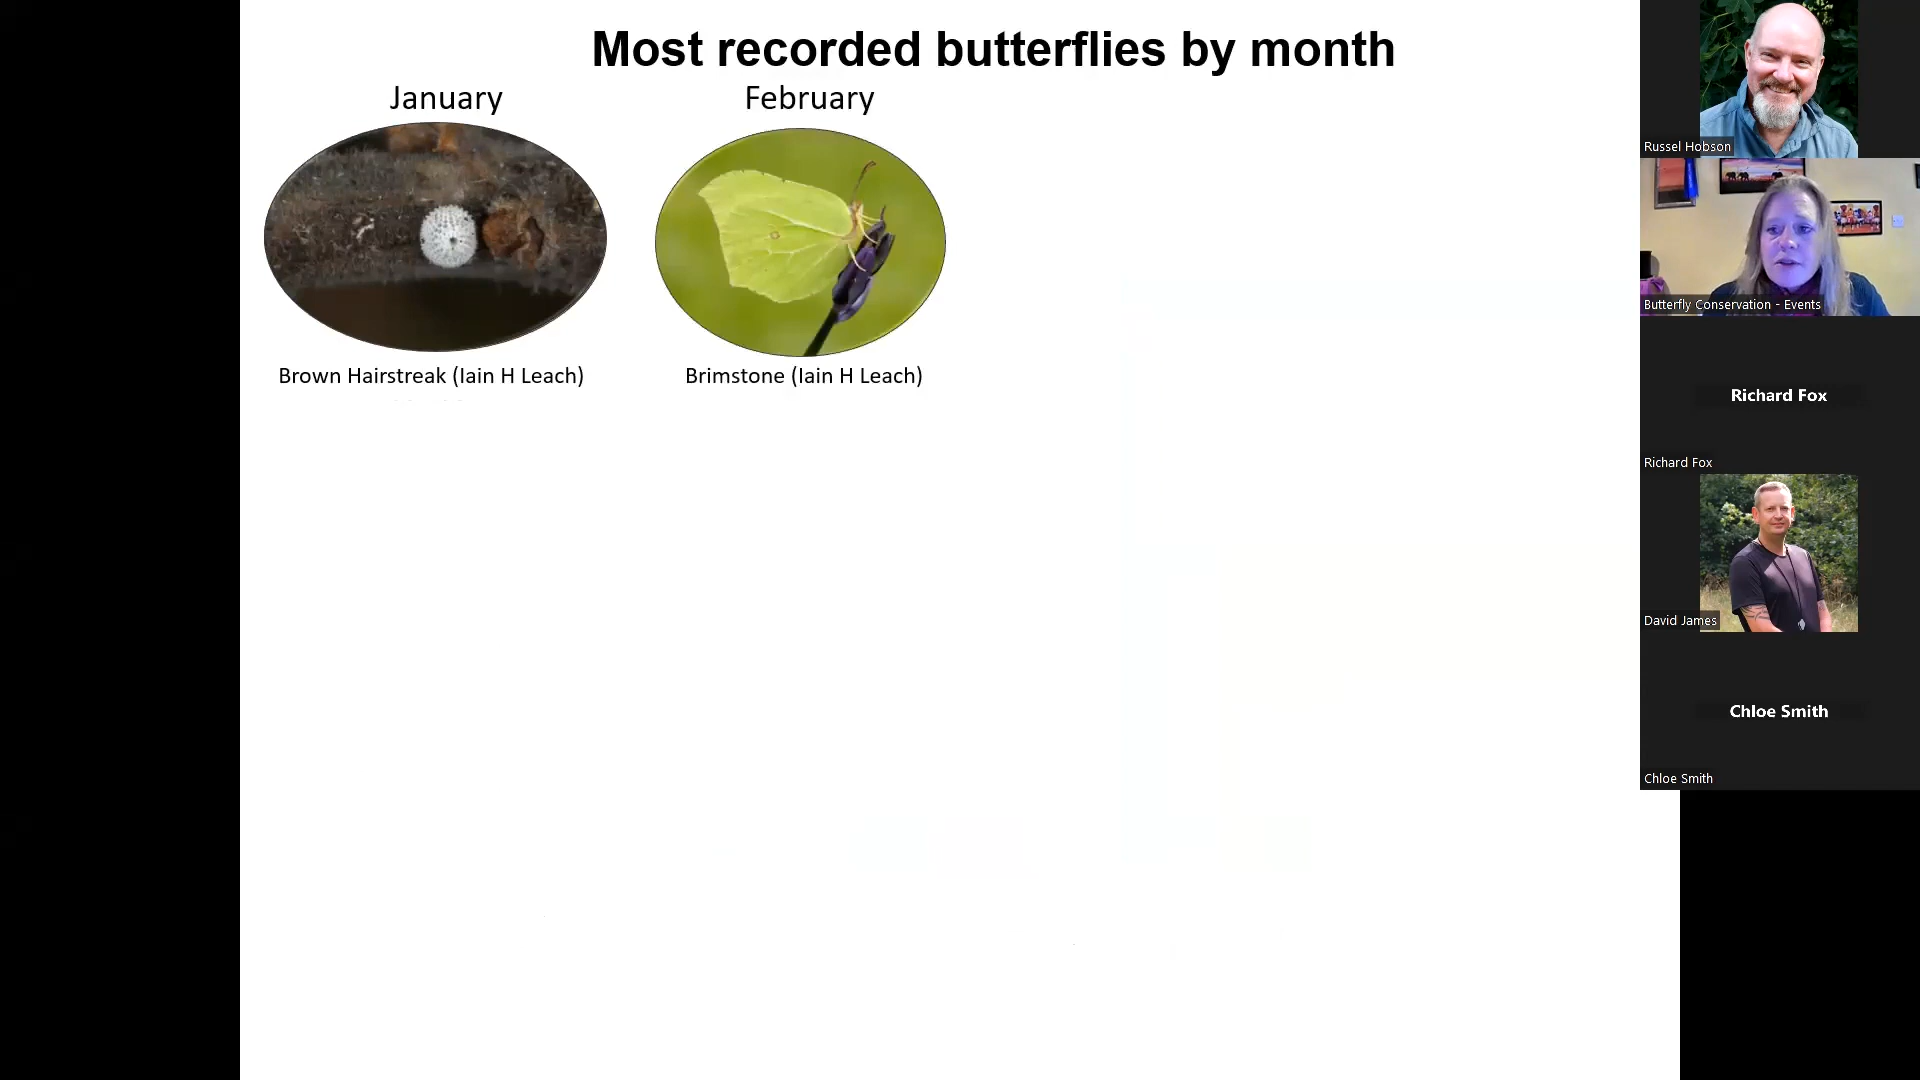 Most recorded butterflies by month
January
February
Brown Hairstreak (Iain H Leach)
Brimstone (Iain H Leach)
Russel Hobson
Butterfly Conservation - Events
Richard Fox
Richard Fox
David James
Chloe Smith
Chloe Smith